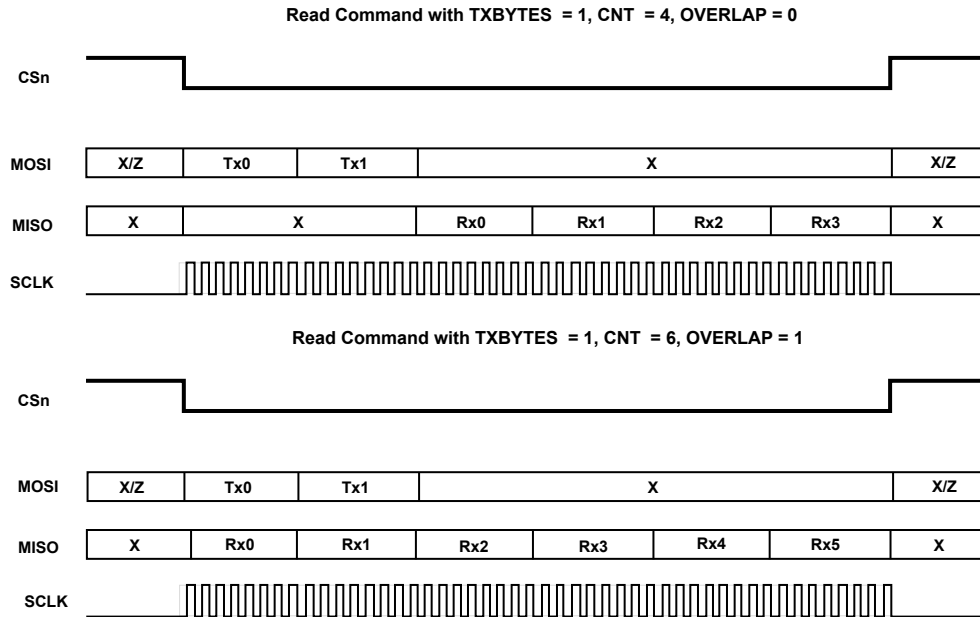 Read Command with TXBYTES = 1, CNT = 4, OVERLAP = 0
CSn
MOSI X/Z Tx0 Tx1 X X/Z
MISO X X Rx0 Rx1 Rx2 Rx3 X
SCLK
Read Command with TXBYTES = 1, CNT = 6, OVERLAP = 1
CSn
MOSI X/Z Tx0 Tx1 X X/Z
MISO X Rx0 Rx1 Rx2 Rx3 Rx4 Rx5 X
SCLK